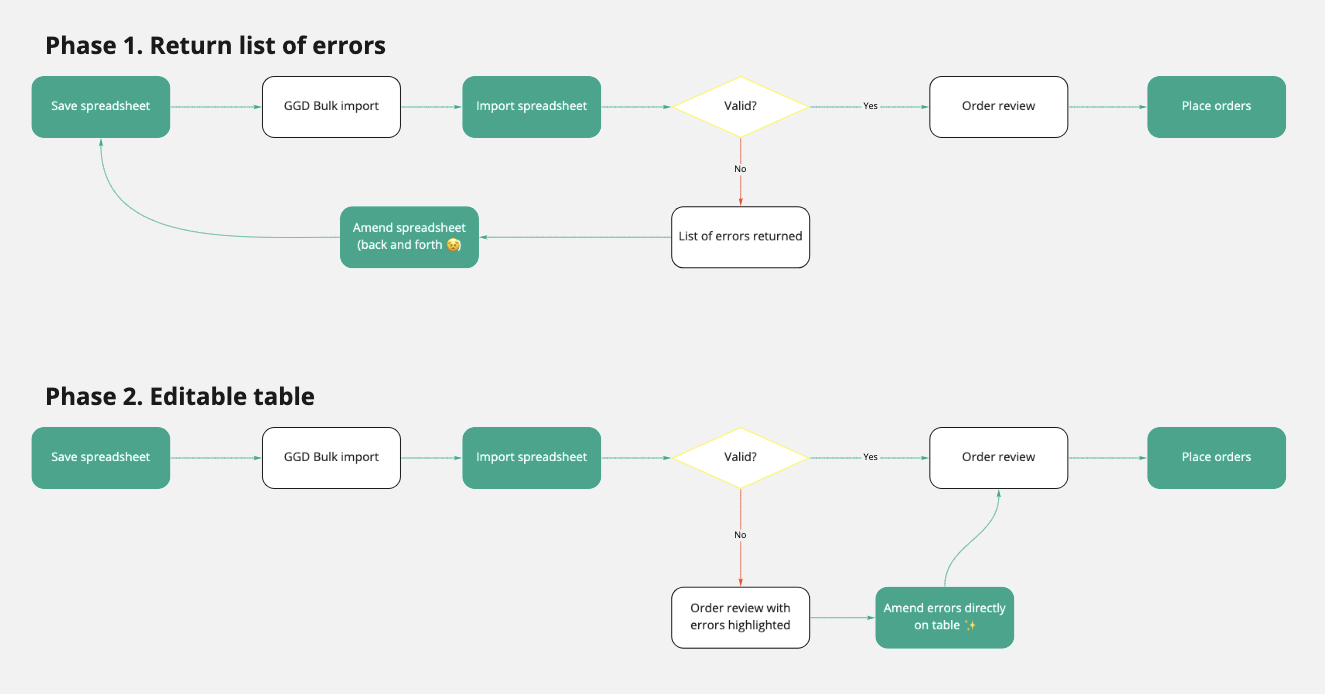 Phase 1. Return list of errors
Save spreadsheet
GGD Bulk import
Import spreadsheet
Valid?
Yes
Order review
Place orders
No
Amend spreadsheet
(back and forth 😢)
List of errors returned
Phase 2. Editable table
Save spreadsheet
GGD Bulk import
Import spreadsheet
Valid?
Yes
Order review
Place orders
No
Order review with
errors highlighted
Amend errors directly
on table ✨